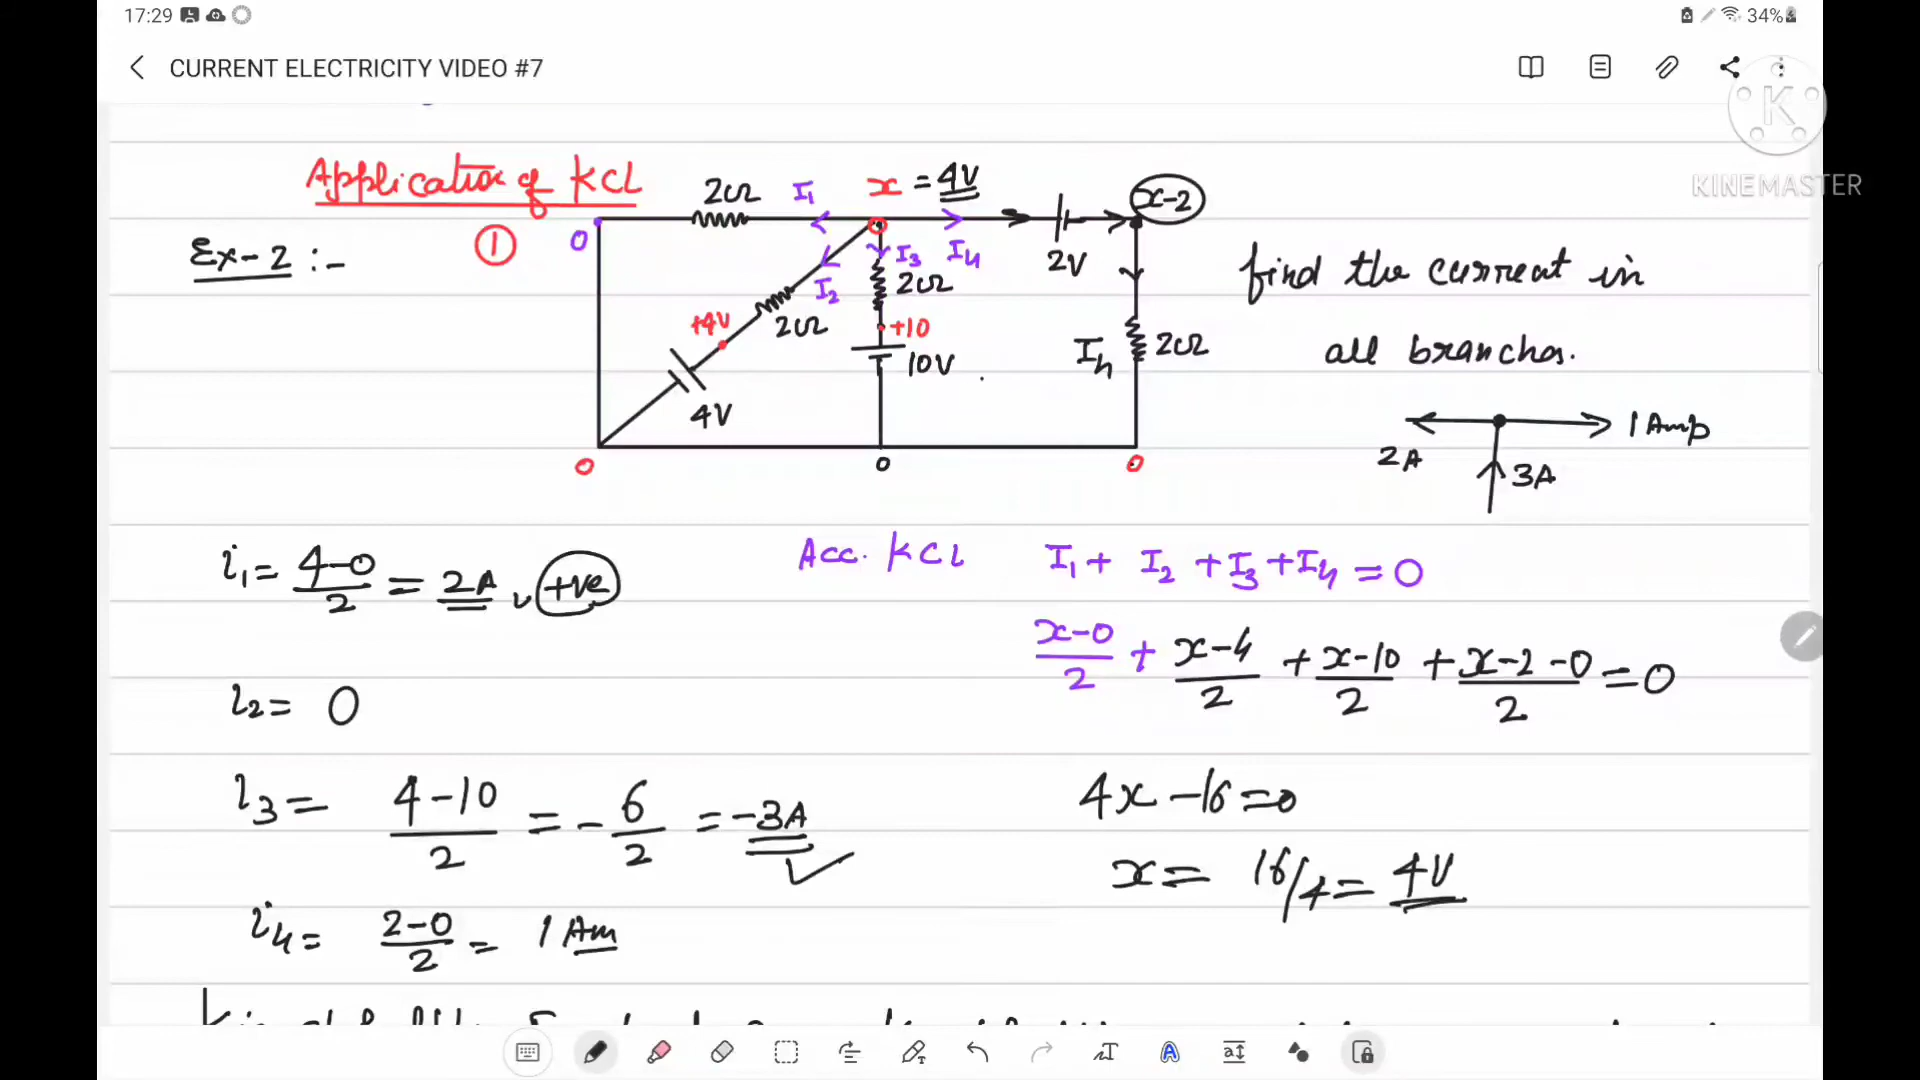 17:29
34%
CURRENT ELECTRICITY VIDEO #7
KINEMASTER
K
Application of KCL
Ex-2 :-
①
0
2Ω
I₁
x = 4V
x-2
I₂
I₃
I₄
2Ω
2V
+4V
2Ω
+10
10V
4V
I₄
2Ω
0
0
0
find the current in
all branches.
1 Amp
2A
3A
i₁ = 4-0/2 = 2A, +ve
Acc. KCL I₁ + I₂ + I₃ + I₄ = 0
x-0/2 + x-4/2 + x-10/2 + x-2-0/2 = 0
i₂ = 0
i₃ = 4-10/2 = -6/2 = -3A
4x-16=0
x = 16/4 = 4V
i₄ = 2-0/2 = 1 Am